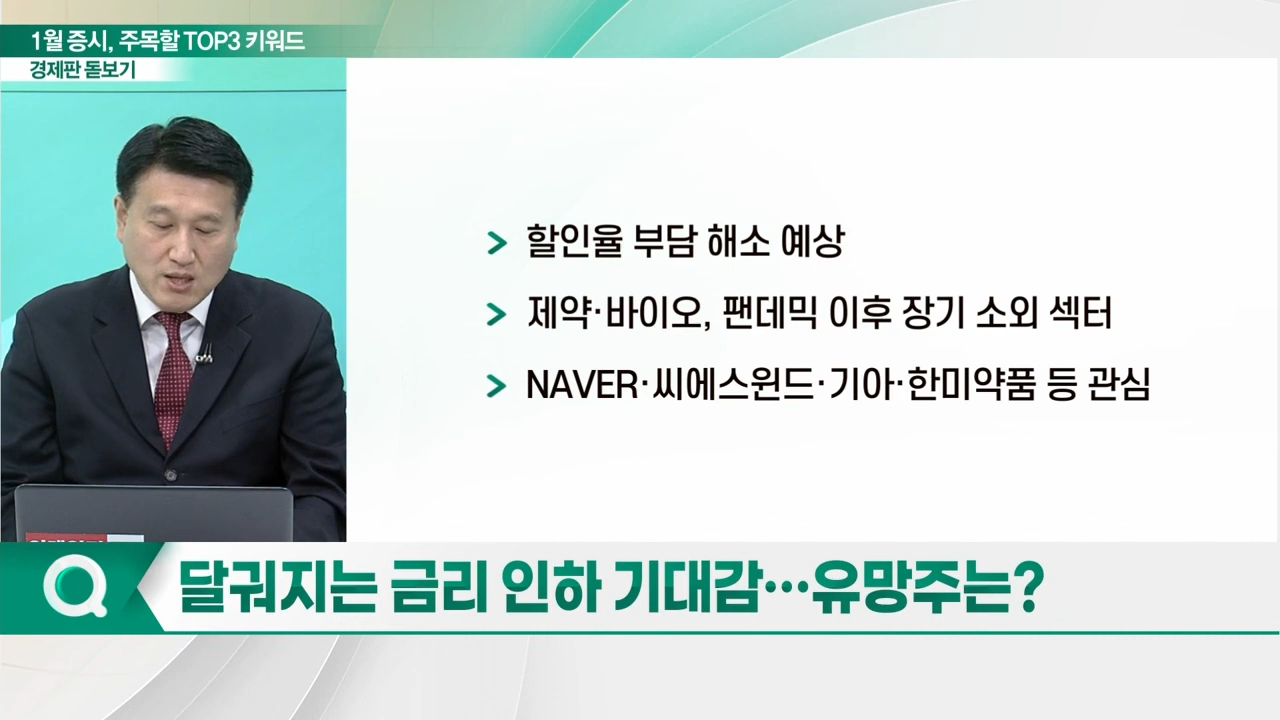 1월 증시, 주목할 TOP3 키워드
경제판 돋보기
> 할인율 부담 해소 예상
> 제약·바이오, 팬데믹 이후 장기 소외 섹터
> NAVER·씨에스윈드·기아·한미약품 등 관심
달궈지는 금리 인하 기대감…유망주는?